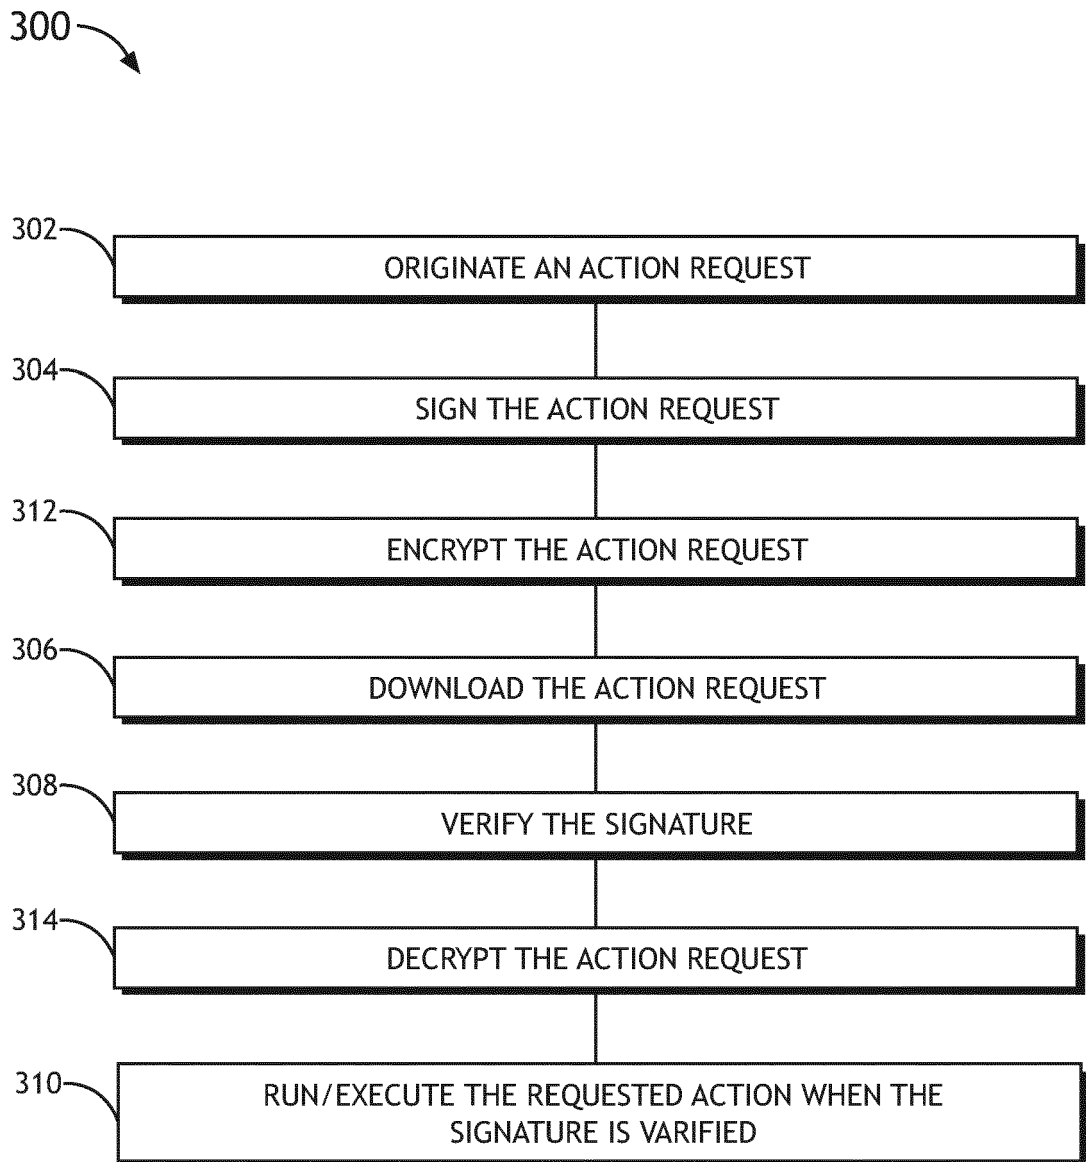 300
302
ORIGINATE AN ACTION REQUEST
304
SIGN THE ACTION REQUEST
312
ENCRYPT THE ACTION REQUEST
306
DOWNLOAD THE ACTION REQUEST
308
VERIFY THE SIGNATURE
314
DECRYPT THE ACTION REQUEST
310
RUN/EXECUTE THE REQUESTED ACTION WHEN THE
SIGNATURE IS VARIFIED